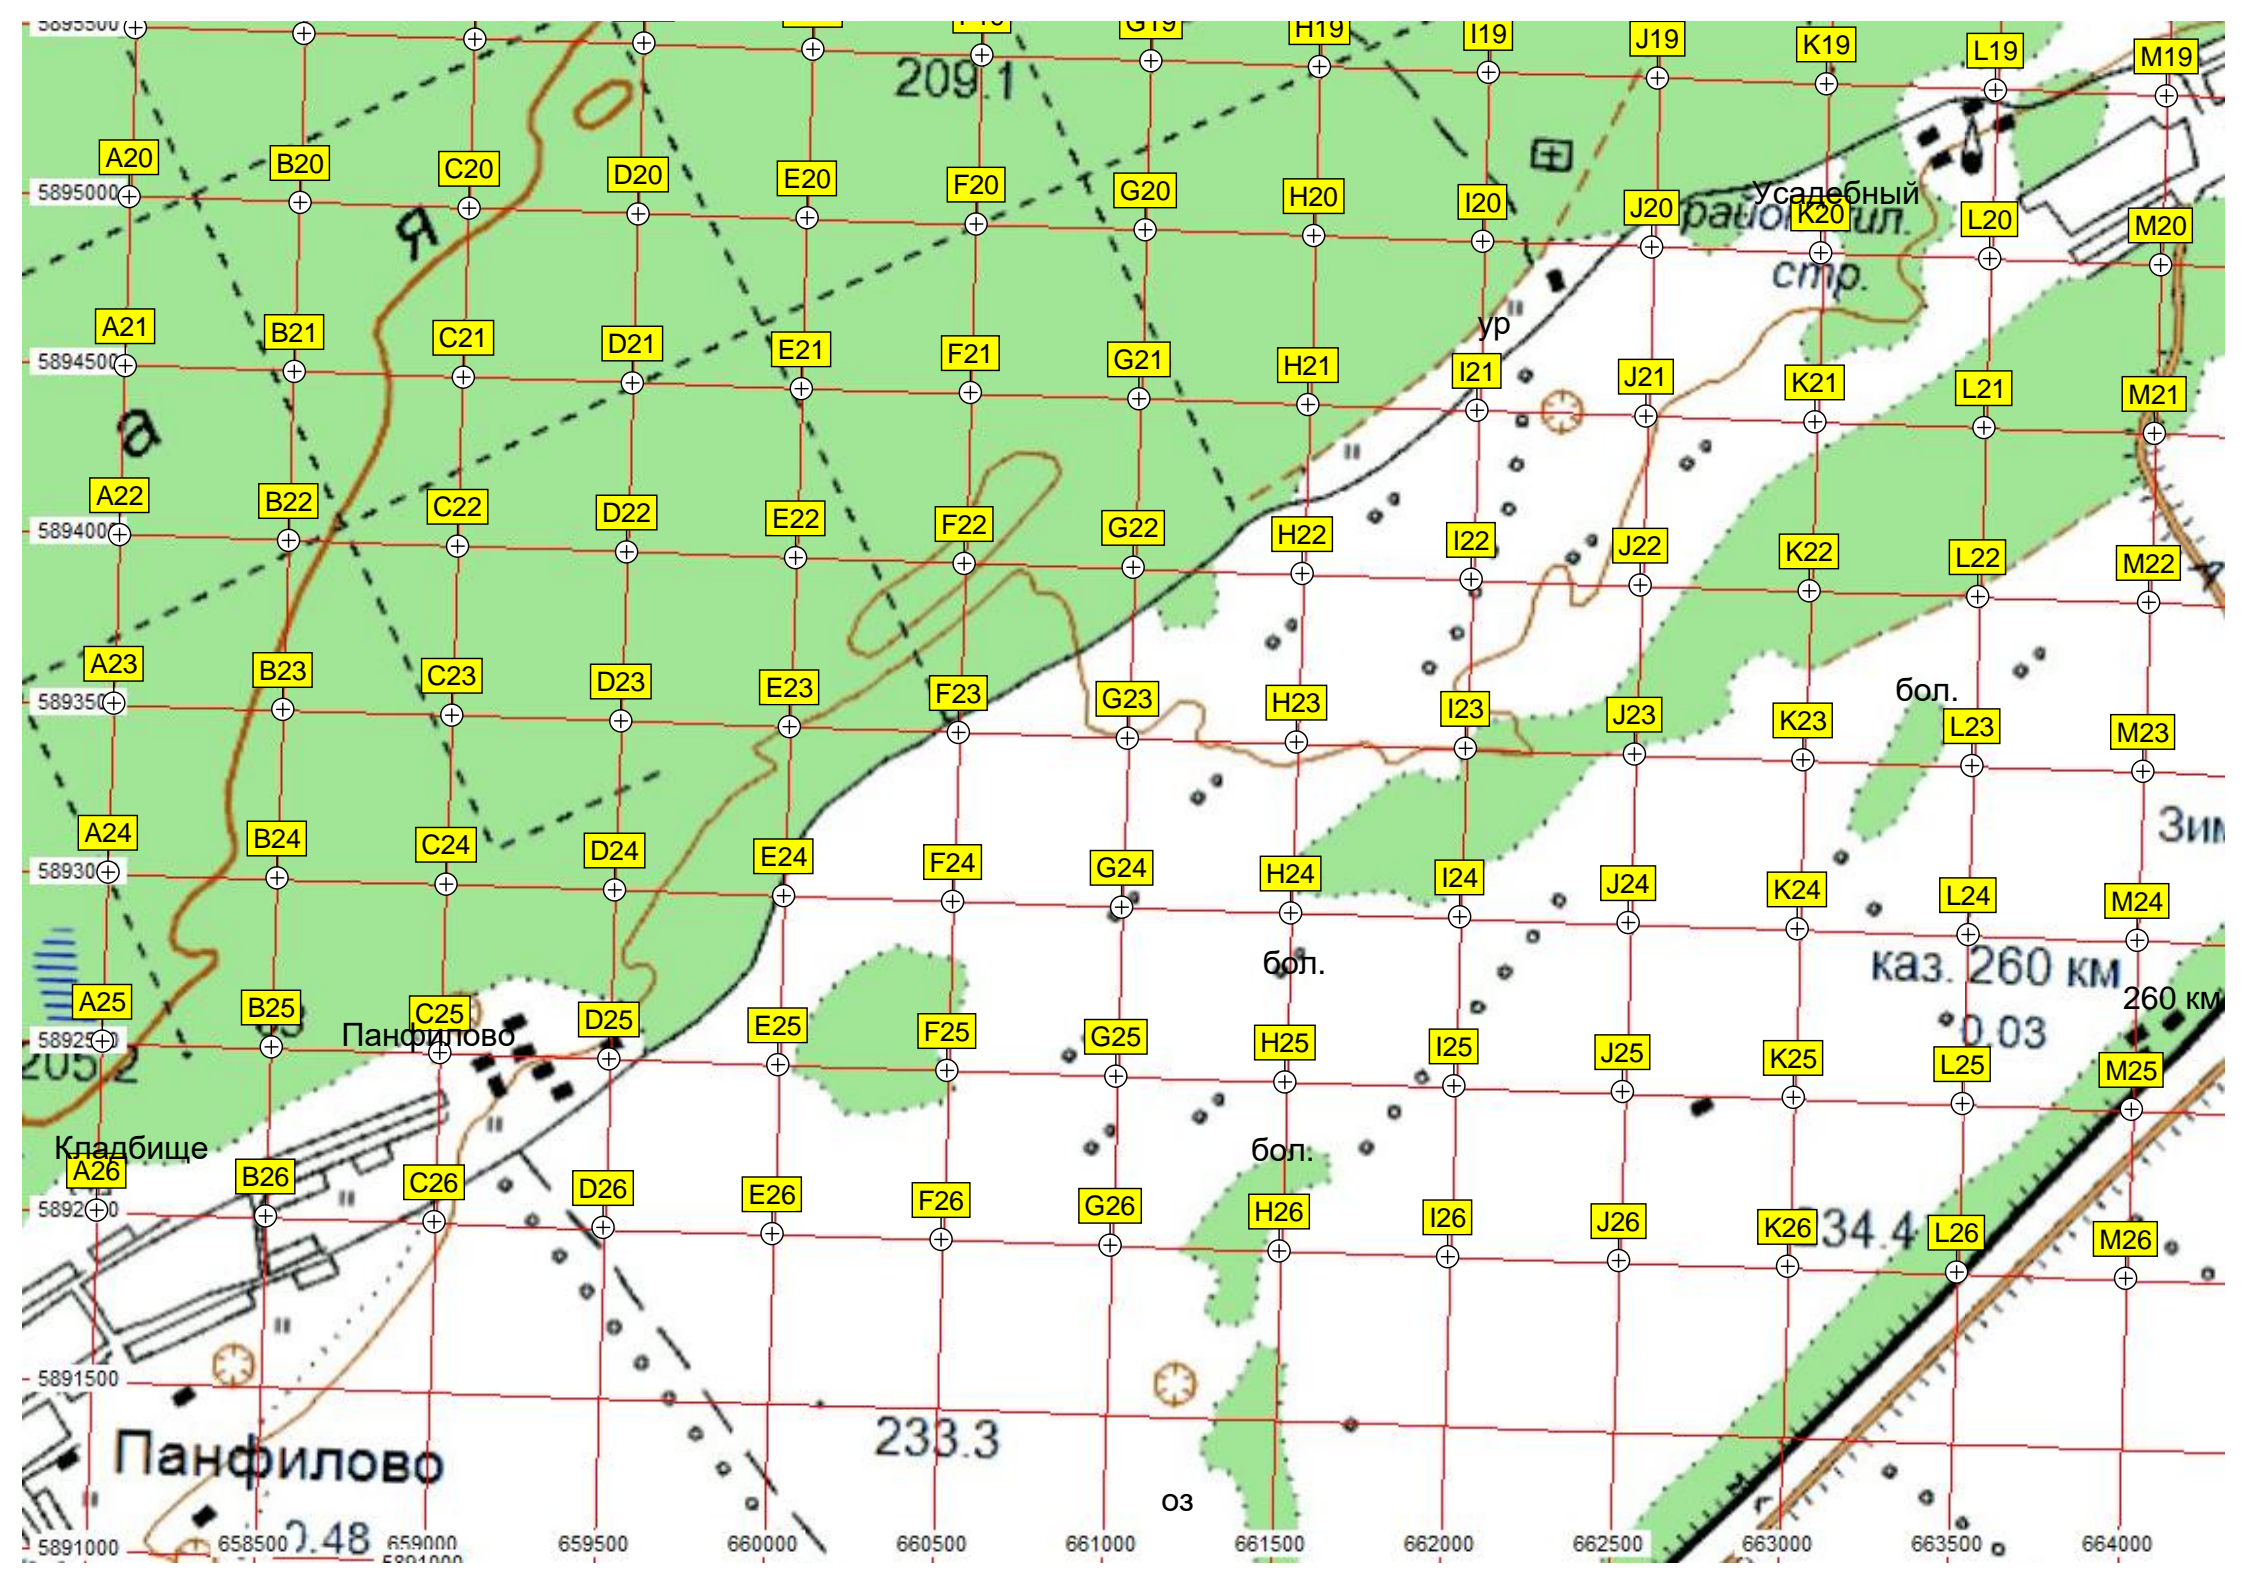 5895500
G19 H19 I19 J19 K19 L19 M19
209.1
A20 B20 C20 D20 E20 F20 G20 H20 I20 J20 K20 L20 M20
5895000
Усадебный
район
стр.
Я
ур
A21 B21 C21 D21 E21 F21 G21 H21 I21 J21 K21 L21 M21
5894500
а
A22 B22 C22 D22 E22 F22 G22 H22 I22 J22 K22 L22 M22
5894000
A23 B23 C23 D23 E23 F23 G23 H23 I23 J23 K23 L23 M23
бол.
A24 B24 C24 D24 E24 F24 G24 H24 I24 J24 K24 L24 M24
бол.
каз. 260 км
260 км
0.03
A25 B25 C25 D25 E25 F25 G25 H25 I25 J25 K25 L25 M25
Панфилово
205.2
Кладбище
бол.
A26 B26 C26 D26 E26 F26 G26 H26 I26 J26 K26 L26 M26
5891500
233.3
Панфилово
оз
5891000
658500 659000 659500 660000 660500 661000 661500 662000 662500 663000 663500 664000